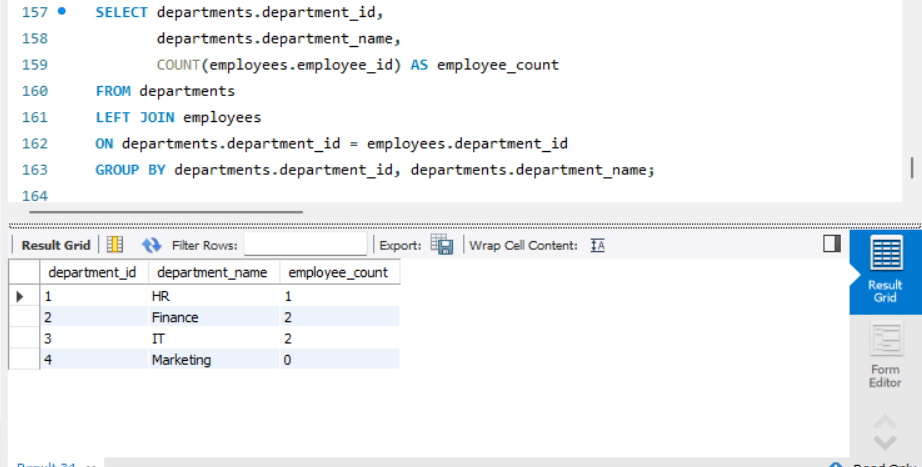 157 SELECT departments.department_id,
158 departments.department_name,
159 COUNT(employees.employee_id) AS employee_count
160 FROM departments
161 LEFT JOIN employees
162 ON departments.department_id = employees.department_id
163 GROUP BY departments.department_id, departments.department_name;
164
Result Grid Filter Rows: Export: Wrap Cell Content:
department_id department_name employee_count
1 HR 1
2 Finance 2
3 IT 2
4 Marketing 0
Result
Grid
Form
Editor
Read Only